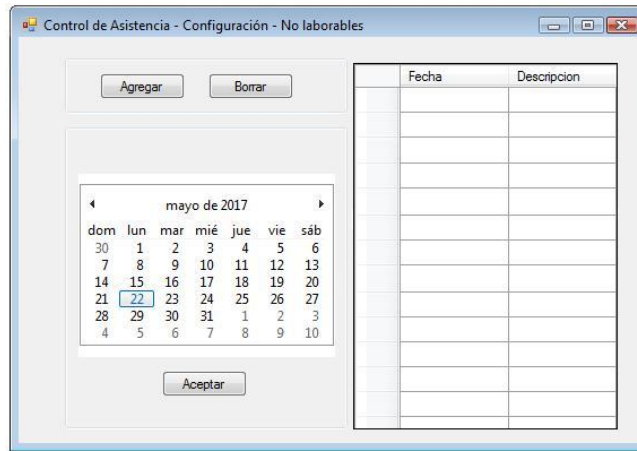 Control de Asistencia - Configuración - No laborables
Agregar Borrar
Fecha Descripcion
mayo de 2017
dom lun mar mié jue vie sáb
30 1 2 3 4 5 6
7 8 9 10 11 12 13
14 15 16 17 18 19 20
21 22 23 24 25 26 27
28 29 30 31 1 2 3
4 5 6 7 8 9 10
Aceptar